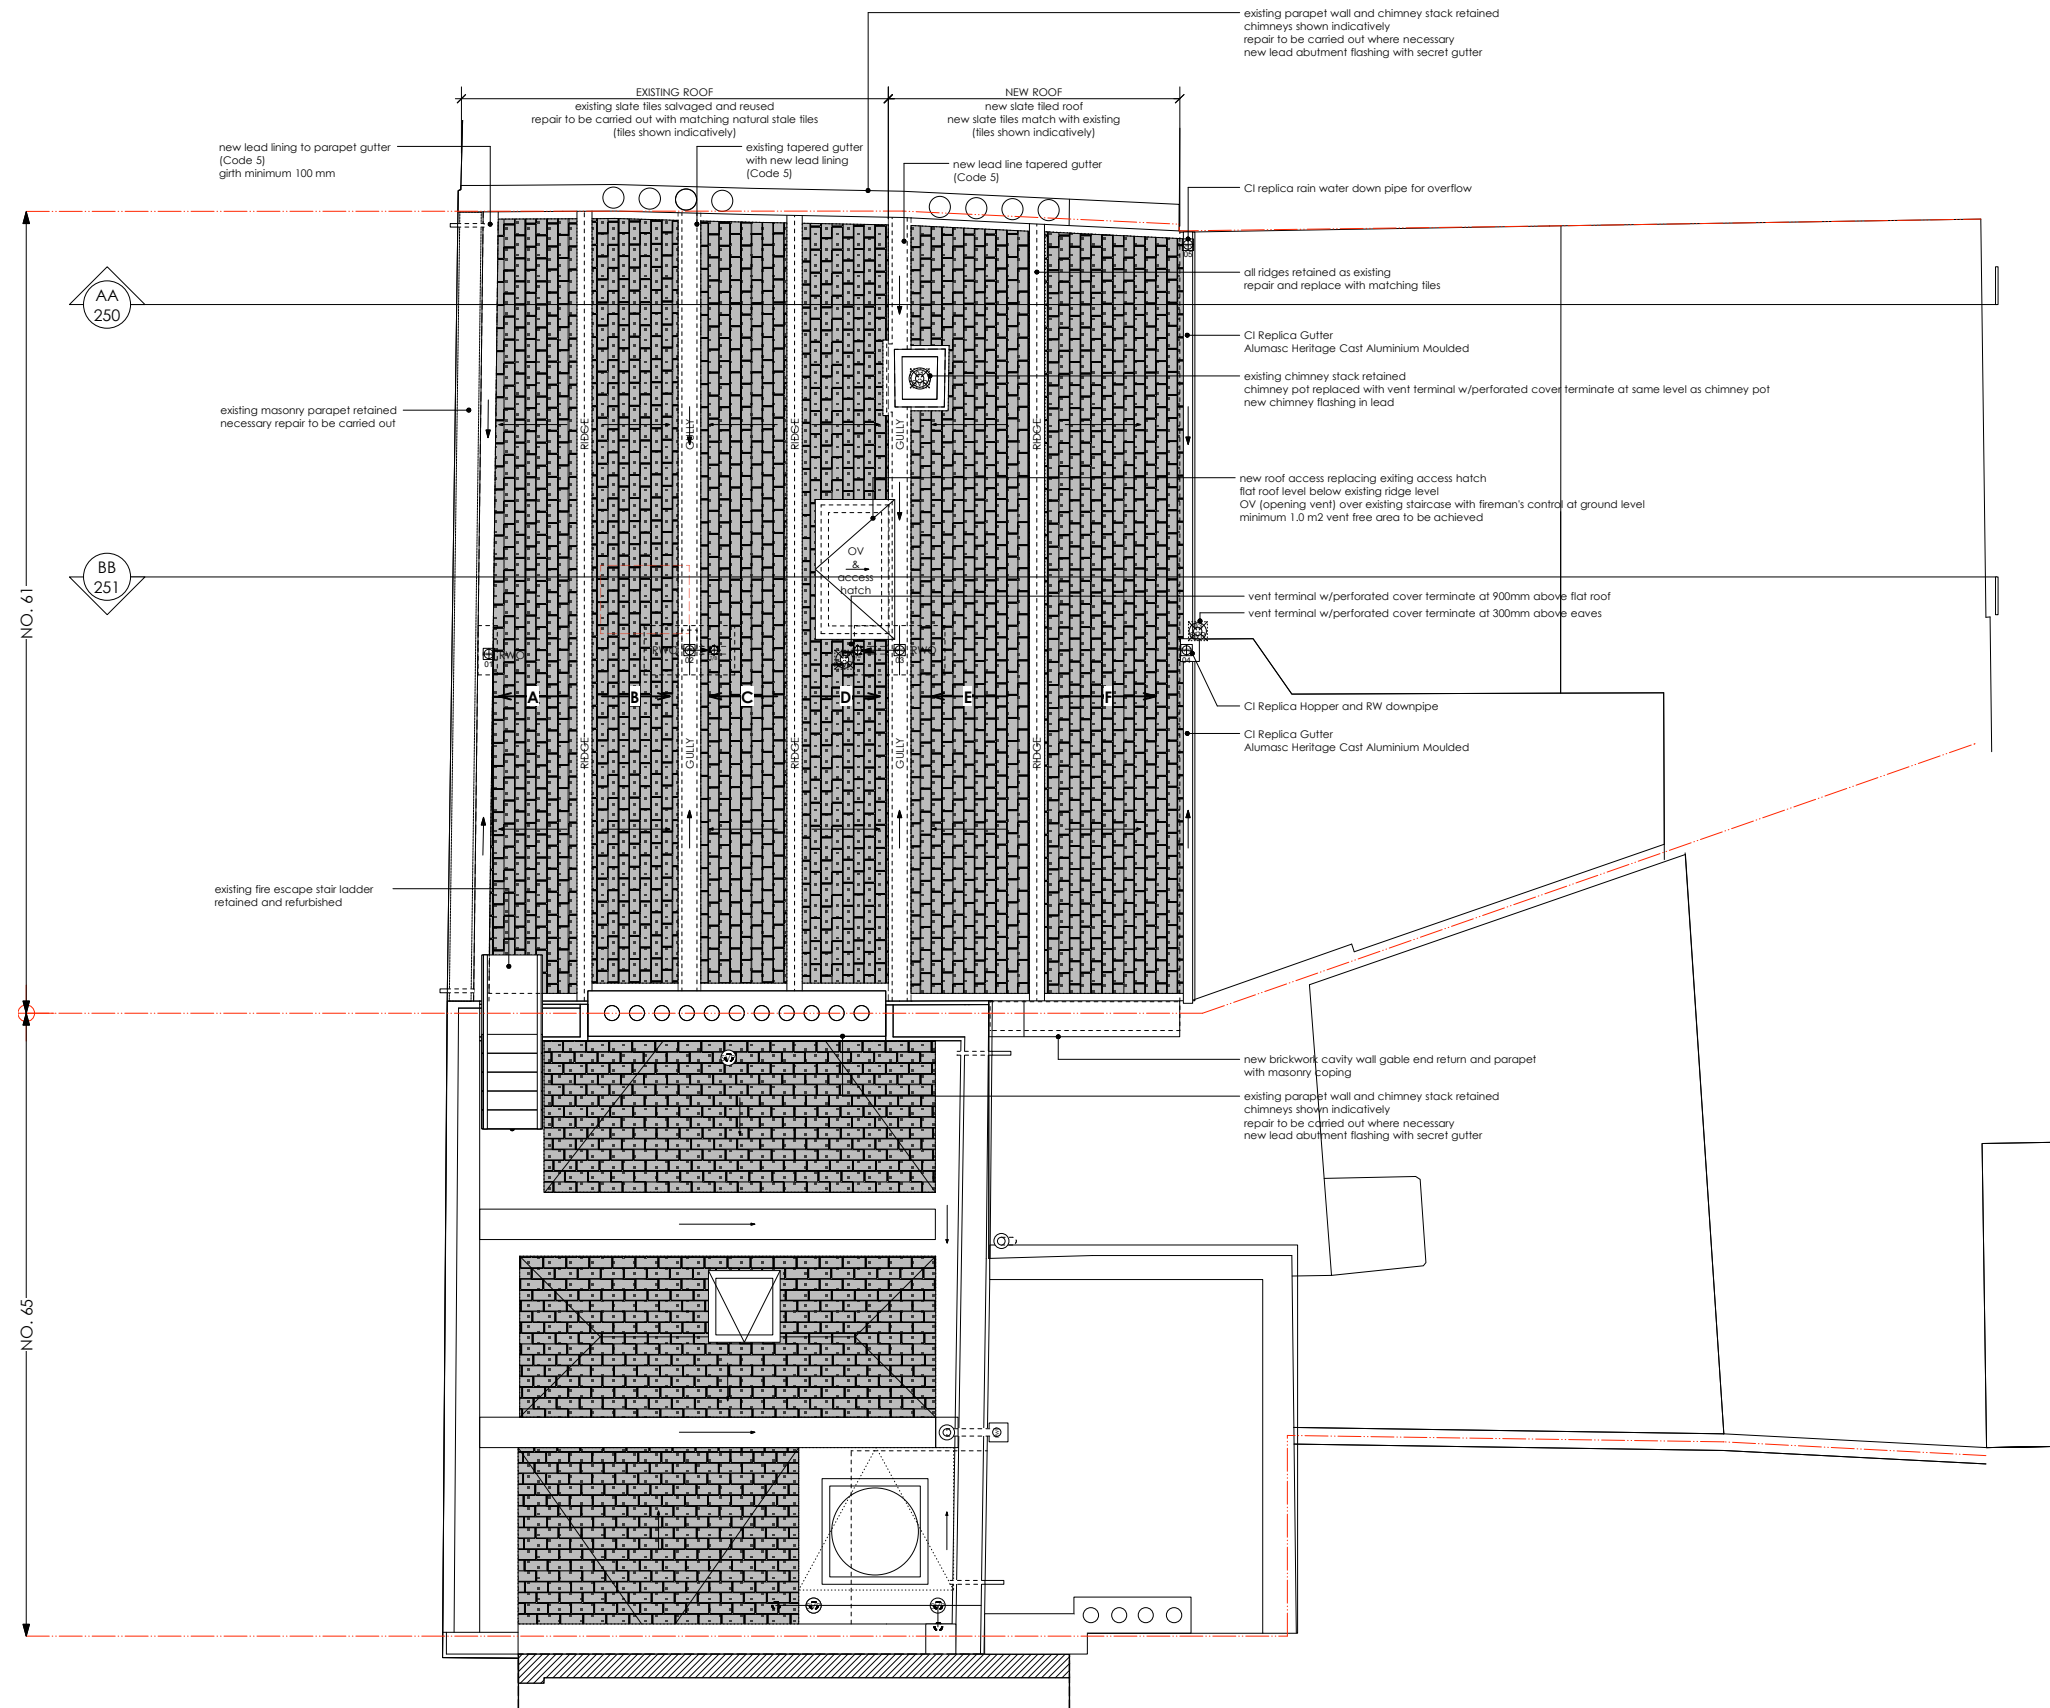 existing parapet wall and chimney stack retained
chimneys shown indicatively
repair to be carried out where necessary
new lead abutment flashing with secret gutter
EXISTING ROOF
existing slate tiles salvaged and reused
repair to be carried out with matching natural stale tiles
(tiles shown indicatively)
NEW ROOF
new slate tiled roof
new slate tiles match with existing
(tiles shown indicatively)
new lead lining to parapet gutter
(Code 5)
girth minimum 100 mm
existing tapered gutter
with new lead lining
(Code 5)
new lead line tapered gutter
(Code 5)
CI replica rain water down pipe for overflow
05
all ridges retained as existing
repair and replace with matching tiles
AA
250
CI Replica Gutter
Alumasc Heritage Cast Aluminium Moulded
existing chimney stack retained
chimney pot replaced with vent terminal w/perforated cover terminate at same level as chimney pot
new chimney flashing in lead
existing masonry parapet retained
necessary repair to be carried out
RIDGE
GULLY
RIDGE
GULLY
RIDGE
new roof access replacing exiting access hatch
flat roof level below existing ridge level
OV (opening vent) over existing staircase with fireman's control at ground level
minimum 1.0 m2 vent free area to be achieved
OV
&
access
hatch
BB
251
NO. 61
vent terminal w/perforated cover terminate at 900mm above flat roof
vent terminal w/perforated cover terminate at 300mm above eaves
RWO
01
RWO
02
RWO
03
04
A
B
C
D
E
F
CI Replica Hopper and RW downpipe
CI Replica Gutter
Alumasc Heritage Cast Aluminium Moulded
RIDGE
GULLY
RIDGE
GULLY
RIDGE
existing fire escape stair ladder
retained and refurbished
new brickwork cavity wall gable end return and parapet
with masonry coping
existing parapet wall and chimney stack retained
chimneys shown indicatively
repair to be carried out where necessary
new lead abutment flashing with secret gutter
NO. 65